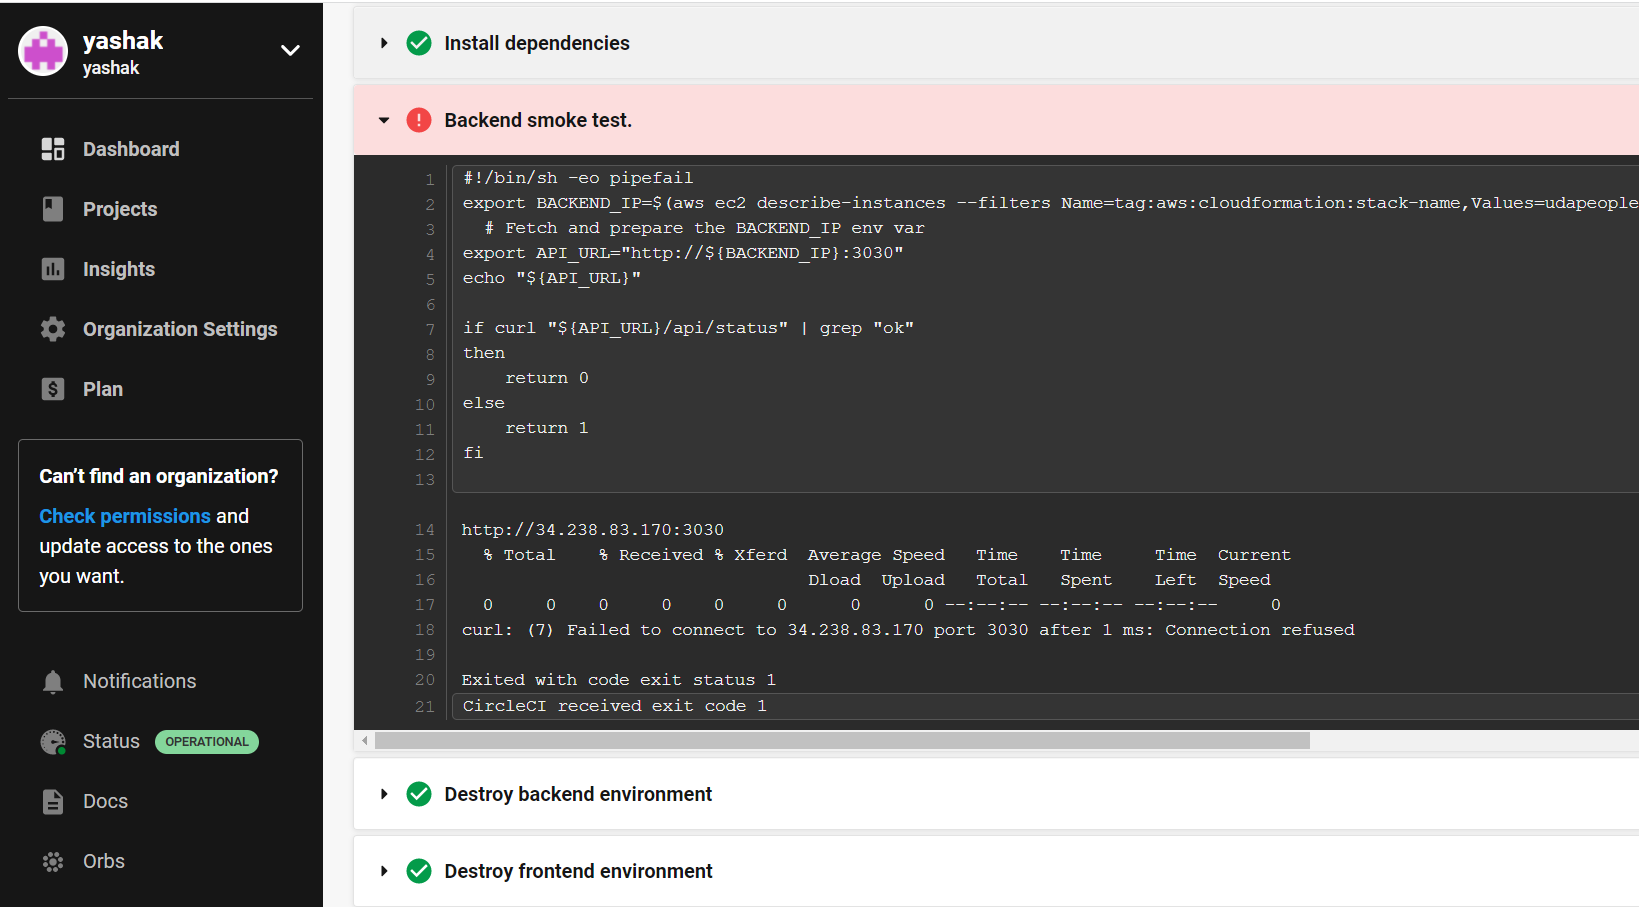 yashak
yashak
Dashboard
Projects
Insights
Organization Settings
Plan
Can't find an organization?
Check permissions and
update access to the ones
you want.
Notifications
Status OPERATIONAL
Docs
Orbs
Install dependencies
Backend smoke test.
1 #!/bin/sh -eo pipefail
2 export BACKEND_IP=$(aws ec2 describe-instances --filters Name=tag:aws:cloudformation:stack-name,Values=udapeople
3 # Fetch and prepare the BACKEND_IP env var
4 export API_URL="http://${BACKEND_IP}:3030"
5 echo "${API_URL}"
6
7 if curl "${API_URL}/api/status" | grep "ok"
8 then
9 return 0
10 else
11 return 1
12 fi
13
14 http://34.238.83.170:3030
15 % Total % Received % Xferd Average Speed Time Time Time Current
16 Dload Upload Total Spent Left Speed
17 0 0 0 0 0 0 0 0 --:--:-- --:--:-- --:--:-- 0
18 curl: (7) Failed to connect to 34.238.83.170 port 3030 after 1 ms: Connection refused
19
20 Exited with code exit status 1
21 CircleCI received exit code 1
Destroy backend environment
Destroy frontend environment